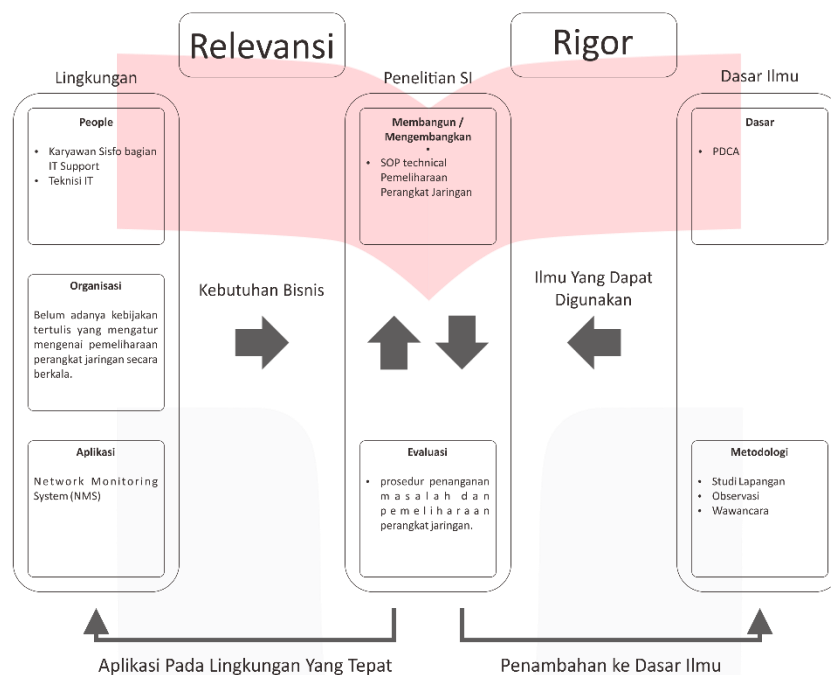 Relevansi
Rigor
Lingkungan
Penelitian SI
Dasar Ilmu
People
• Karyawan Sisfo bagian
IT Support
• Teknisi IT
Organisasi
Belum adanya kebijakan
tertulis yang mengatur
mengenai pemeliharaan
perangkat jaringan secara
berkala.
Aplikasi
Network Monitoring
System (NMS)
Kebutuhan Bisnis
Membangun /
Mengembangkan
•
• SOP technical
Pemeliharaan
Perangkat Jaringan
Evaluasi
• prosedur penanganan
masalah dan
pemeliharaan
perangkat jaringan.
Ilmu Yang Dapat
Digunakan
Dasar
• PDCA
Metodologi
• Studi Lapangan
• Observasi
• Wawancara
Aplikasi Pada Lingkungan Yang Tepat
Penambahan ke Dasar Ilmu